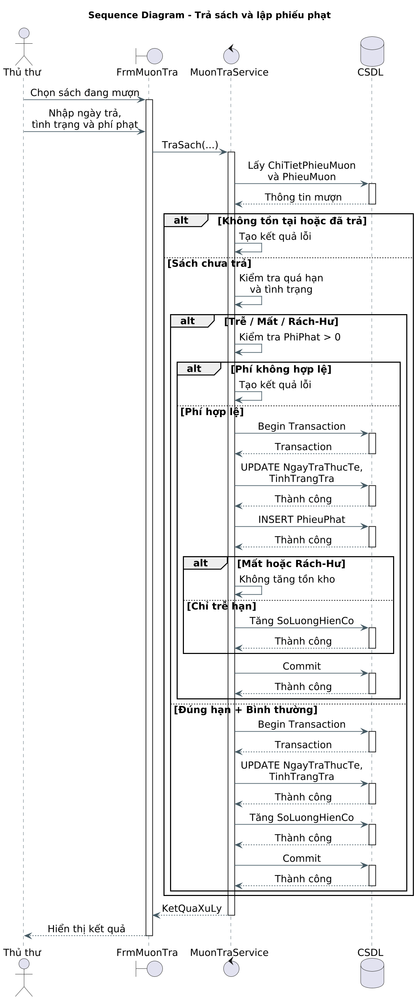 Sequence Diagram - Trả sách và lập phiếu phạt
Thủ thư
FrmMuonTra
MuonTraService
CSDL
Chọn sách đang mượn
Nhập ngày trả,
tình trạng và phí phạt
TraSach(...)
Lấy ChiTietPhieuMuon
và PhieuMuon
Thông tin mượn
alt
[Không tồn tại hoặc đã trả]
Tạo kết quả lỗi
[Sách chưa trả]
Kiểm tra quá hạn
và tình trạng
alt
[Trễ / Mất / Rách-Hư]
Kiểm tra PhiPhat > 0
alt
[Phí không hợp lệ]
Tạo kết quả lỗi
[Phí hợp lệ]
Begin Transaction
Transaction
UPDATE NgayTraThucTe,
TinhTrangTra
Thành công
INSERT PhieuPhat
Thành công
alt
[Mất hoặc Rách-Hư]
Không tăng tồn kho
[Chỉ trễ hạn]
Tăng SoLuongHienCo
Thành công
Commit
Thành công
[Đúng hạn + Bình thường]
Begin Transaction
Transaction
UPDATE NgayTraThucTe,
TinhTrangTra
Thành công
Tăng SoLuongHienCo
Thành công
Commit
Thành công
KetQuaXuLy
Hiển thị kết quả
Thủ thư
FrmMuonTra
MuonTraService
CSDL